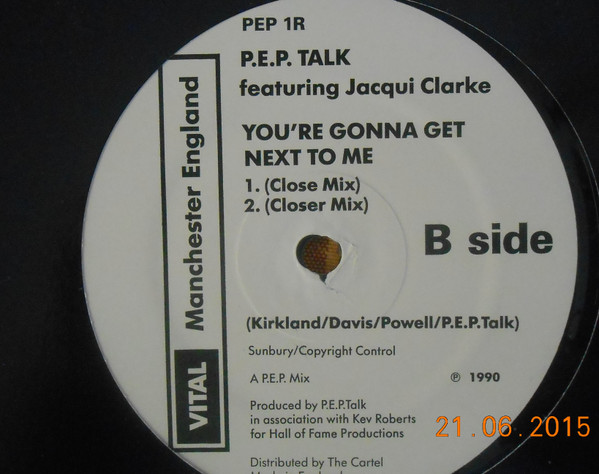 PEP 1R
P.E.P. TALK
featuring Jacqui Clarke
YOU'RE GONNA GET
NEXT TO ME
1. (Close Mix)
2. (Closer Mix)
B side
VITAL Manchester England
(Kirkland/Davis/Powell/P.E.P.Talk)
Sunbury/Copyright Control
A P.E.P. Mix
℗ 1990
Produced by P.E.P.Talk
in association with Kev Roberts
for Hall of Fame Productions
Distributed by The Cartel
21.06.2015